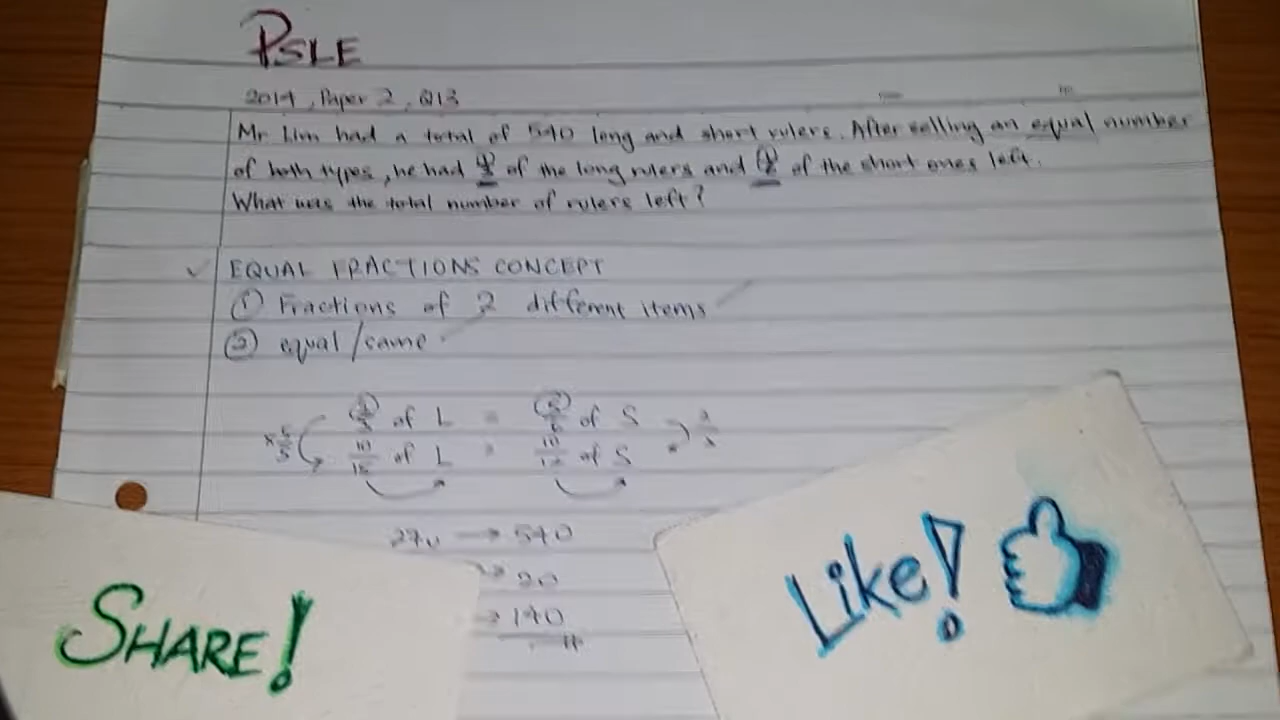 PSLE
2014, Paper 2, Q13
Mr Lim had a total of 540 long and short rulers. After selling an equal number
of both types, he had of the long rulers and of the short ones left.
What was the total number of rulers left?
EQUAL FRACTIONS CONCEPT
① Fractions of 2 different items
② equal/same
of L = of S
10/15 of L = 10/12 of S
27u → 540
→ 20
→ 140
SHARE!
Like!